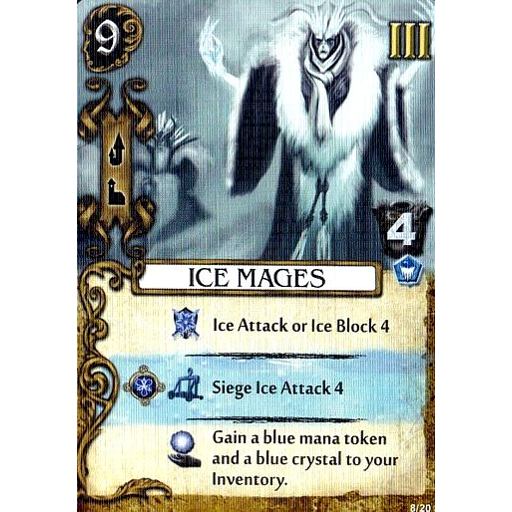 9
III
4
ICE MAGES
Ice Attack or Ice Block 4
Siege Ice Attack 4
Gain a blue mana token
and a blue crystal to your
Inventory.
8/20